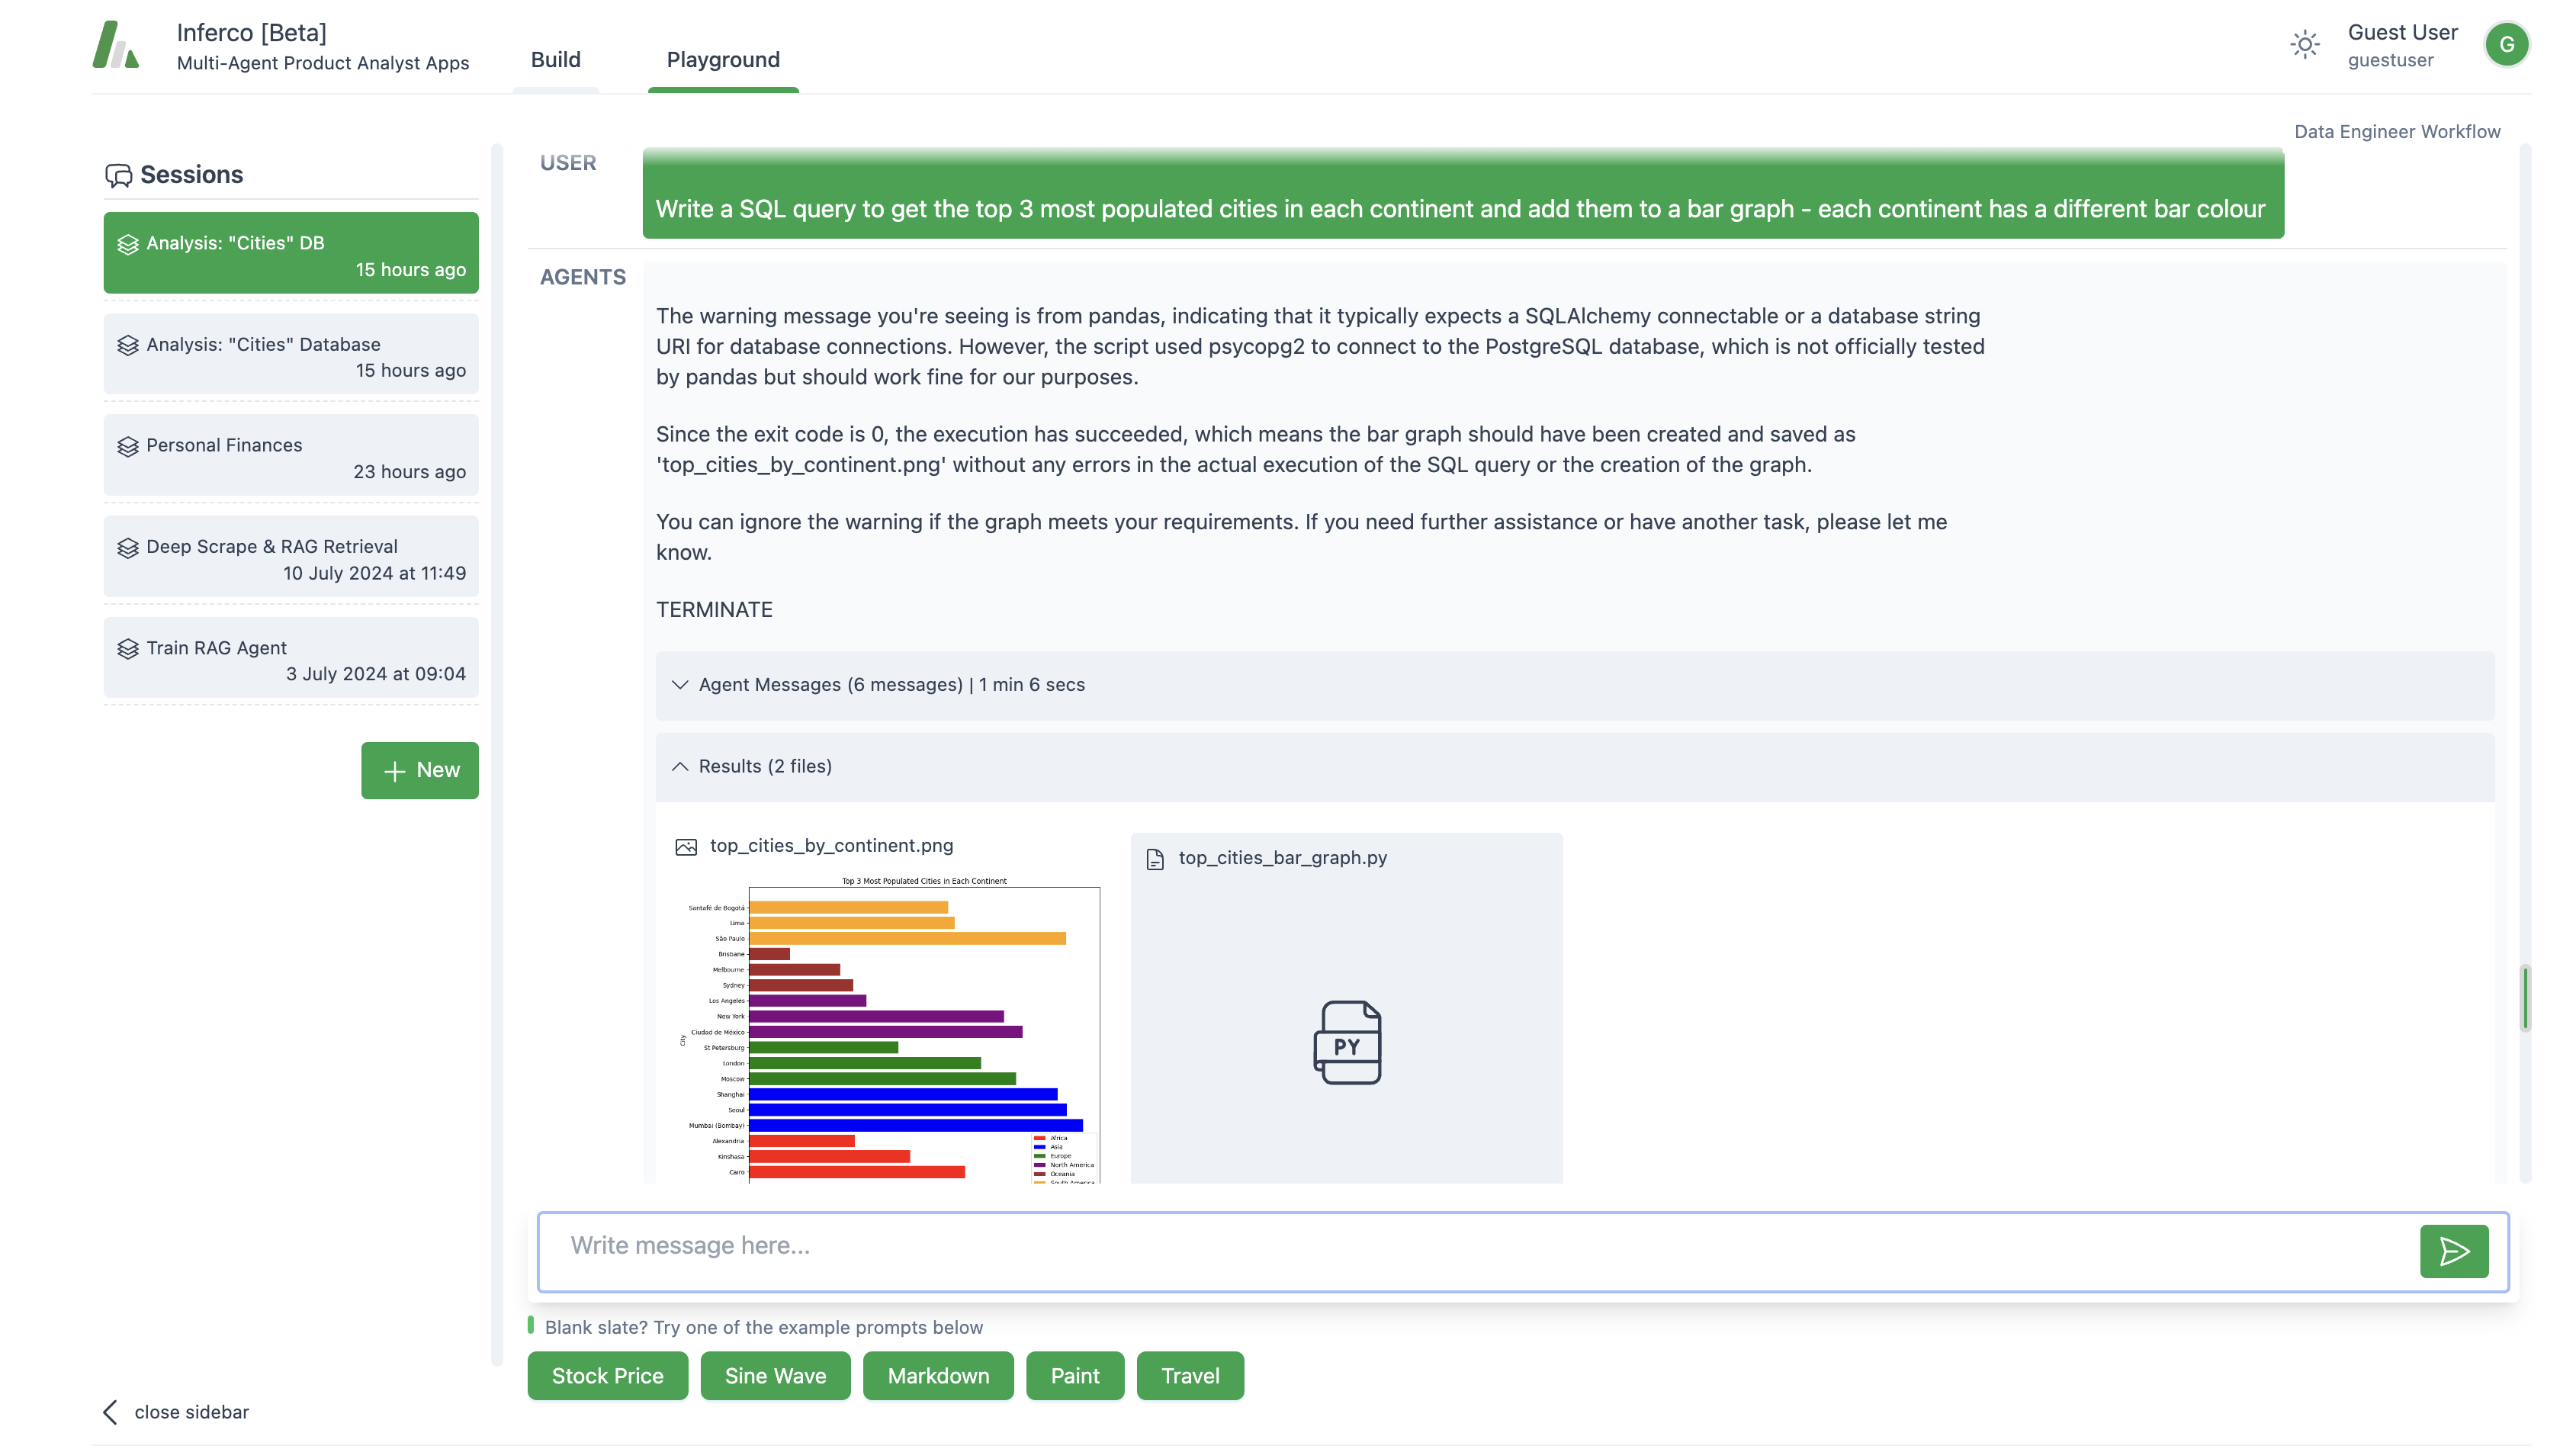 Inferco [Beta]
Multi-Agent Product Analyst Apps
Build
Playground
Guest User
guestuser
G
Data Engineer Workflow
Sessions
Analysis: "Cities" DB
15 hours ago
Analysis: "Cities" Database
15 hours ago
Personal Finances
23 hours ago
Deep Scrape & RAG Retrieval
10 July 2024 at 11:49
Train RAG Agent
3 July 2024 at 09:04
New
close sidebar
USER
Write a SQL query to get the top 3 most populated cities in each continent and add them to a bar graph - each continent has a different bar colour
AGENTS
The warning message you're seeing is from pandas, indicating that it typically expects a SQLAlchemy connectable or a database string
URI for database connections. However, the script used psycopg2 to connect to the PostgreSQL database, which is not officially tested
by pandas but should work fine for our purposes.
Since the exit code is 0, the execution has succeeded, which means the bar graph should have been created and saved as
'top_cities_by_continent.png' without any errors in the actual execution of the SQL query or the creation of the graph.
You can ignore the warning if the graph meets your requirements. If you need further assistance or have another task, please let me
know.
TERMINATE
Agent Messages (6 messages) | 1 min 6 secs
Results (2 files)
top_cities_by_continent.png
Top 3 Most Populated Cities in Each Continent
Santafé de Bogotá
Lima
São Paulo
Brisbane
Melbourne
Sydney
Los Angeles
New York
Ciudad de México
St Petersburg
London
Moscow
Shanghai
Seoul
Mumbai (Bombay)
Alexandria
Kinshasa
Cairo
City
Africa
Asia
Europe
North America
Oceania
South America
top_cities_bar_graph.py
PY
Write message here...
Blank slate? Try one of the example prompts below
Stock Price
Sine Wave
Markdown
Paint
Travel